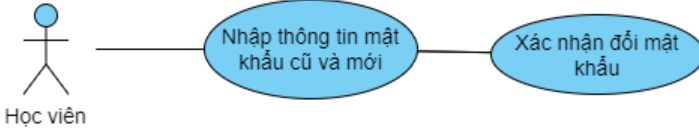 Nhập thông tin mật
khẩu cũ và mới
Xác nhận đổi mật
khẩu
Học viên